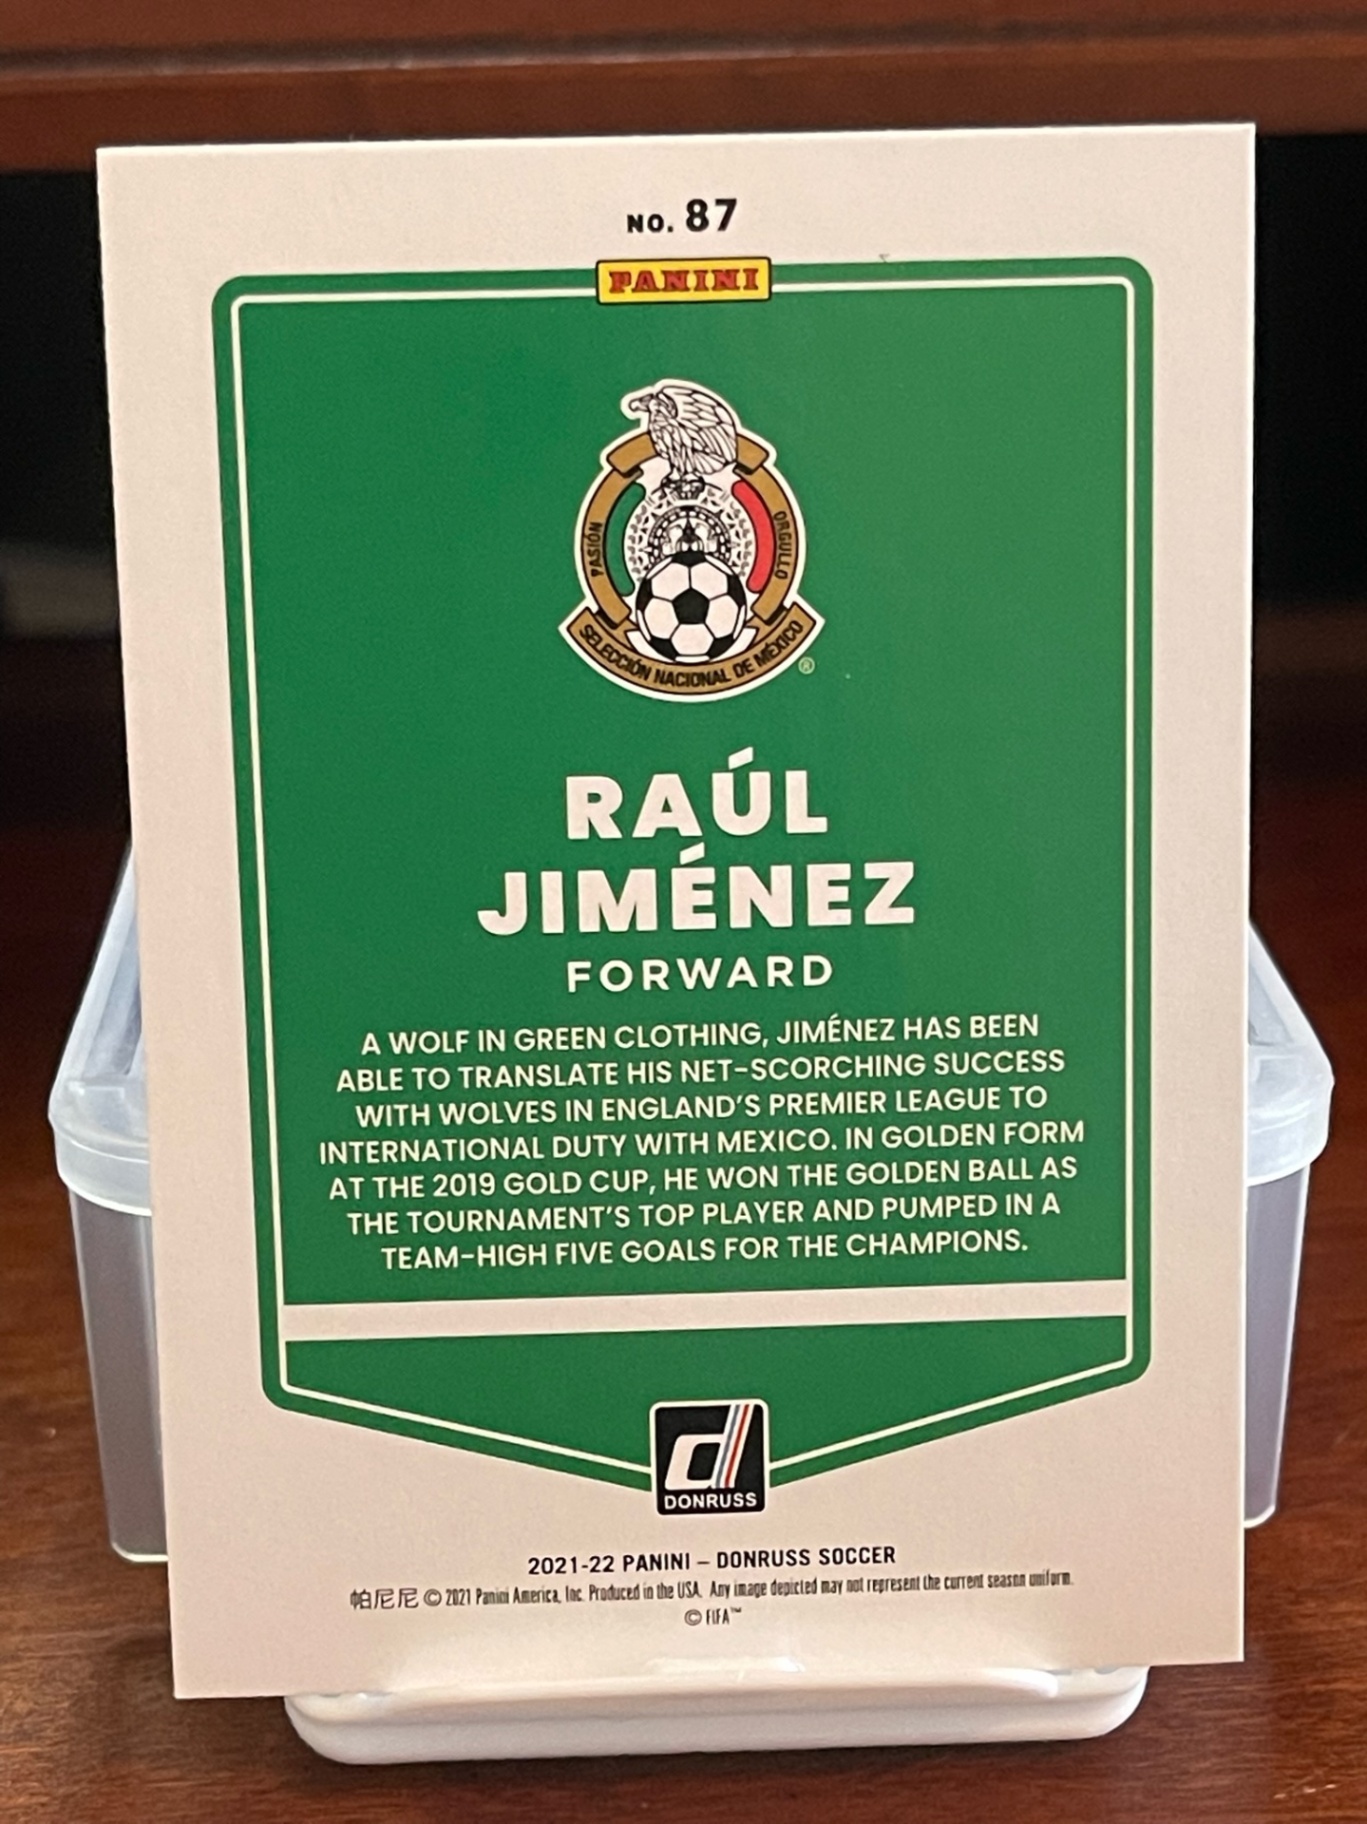 NO. 87
PANINI
PASIÓN
ORGULLO
SELECCIÓN NACIONAL DE MÉXICO
®
RAÚL
JIMÉNEZ
FORWARD
A WOLF IN GREEN CLOTHING, JIMÉNEZ HAS BEEN
ABLE TO TRANSLATE HIS NET-SCORCHING SUCCESS
WITH WOLVES IN ENGLAND'S PREMIER LEAGUE TO
INTERNATIONAL DUTY WITH MEXICO. IN GOLDEN FORM
AT THE 2019 GOLD CUP, HE WON THE GOLDEN BALL AS
THE TOURNAMENT'S TOP PLAYER AND PUMPED IN A
TEAM-HIGH FIVE GOALS FOR THE CHAMPIONS.
d
DONRUSS
2021-22 PANINI – DONRUSS SOCCER
帕尼尼 © 2021 Panini America, Inc. Produced in the USA. Any image depicted may not represent the current season uniform.
© FIFA™